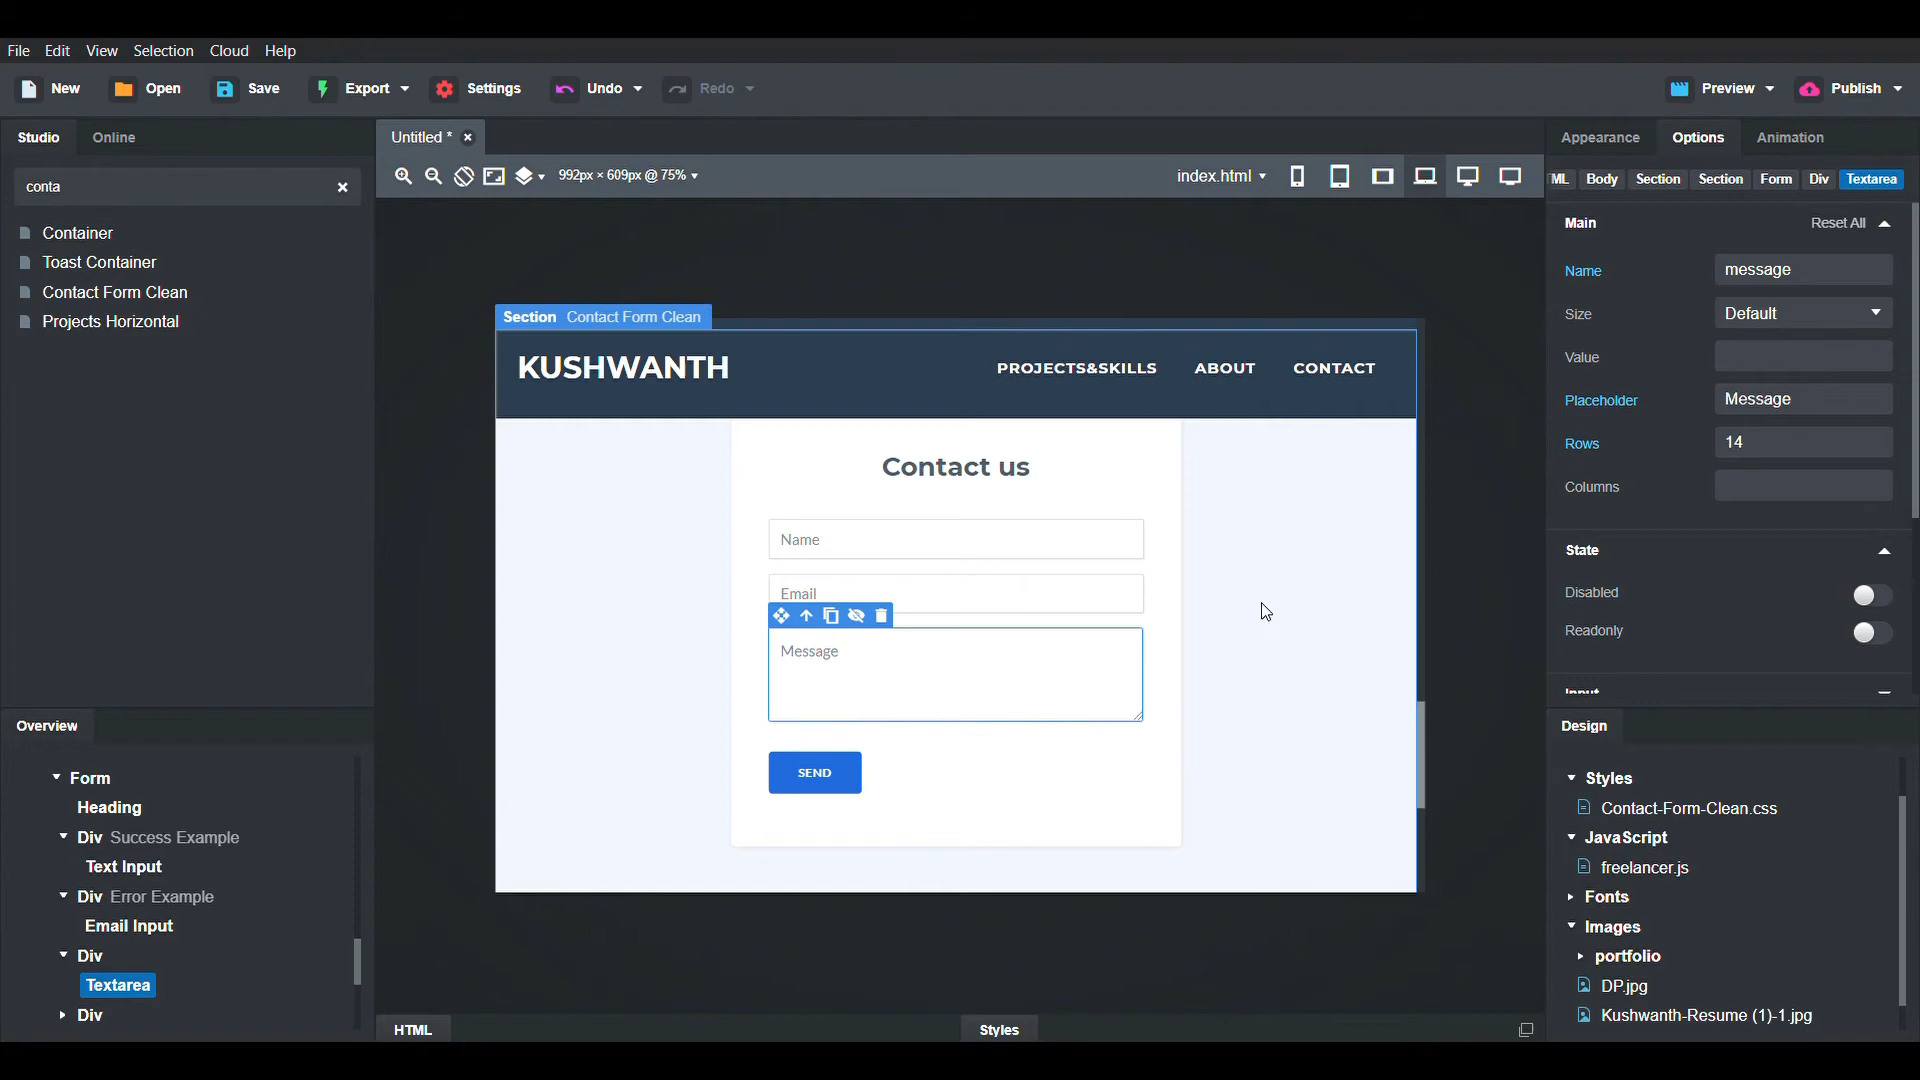 File Edit View Selection Cloud Help
New Open Save Export Settings Undo Redo Preview Publish
Studio Online
Untitled *
Appearance Options Animation
conta
992px × 609px @ 75%
index.html
ML Body Section Section Form Div Textarea
Container
Toast Container
Contact Form Clean
Projects Horizontal
Section Contact Form Clean
KUSHWANTH
PROJECTS&SKILLS ABOUT CONTACT
Contact us
Name
Email
Message
SEND
Main Reset All
Name message
Size Default
Value
Placeholder Message
Rows 14
Columns
State
Disabled
Readonly
Input
Overview
Form
Heading
Div Success Example
Text Input
Div Error Example
Email Input
Div
Textarea
Div
HTML
Styles
Design
Styles
Contact-Form-Clean.css
JavaScript
freelancer.js
Fonts
Images
portfolio
DP.jpg
Kushwanth-Resume (1)-1.jpg